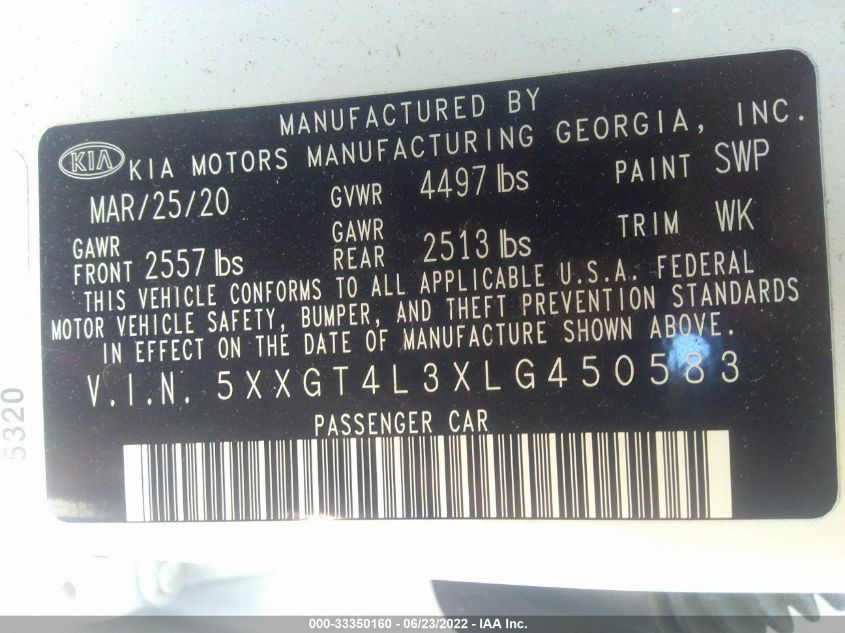 MANUFACTURED BY
KIA KIA MOTORS MANUFACTURING GEORGIA, INC.
MAR/25/20 GVWR 4497 lbs PAINT SWP
GAWR FRONT 2557 lbs GAWR REAR 2513 lbs TRIM WK
THIS VEHICLE CONFORMS TO ALL APPLICABLE U.S.A. FEDERAL
MOTOR VEHICLE SAFETY, BUMPER, AND THEFT PREVENTION STANDARDS
IN EFFECT ON THE DATE OF MANUFACTURE SHOWN ABOVE.
V.I.N. 5XXGT4L3XLG450583
PASSENGER CAR
5320
000-33350160 - 06/23/2022 - IAA Inc.